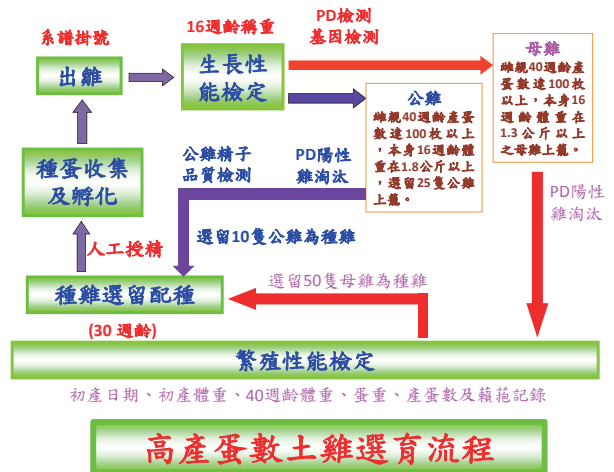 系譜掛號
16週齡稱重
PD檢測
基因檢測
出雛
生長性
能檢定
母雞
雌親40週齡產
蛋數達100枚
以上，本身16
週齡體重在
1.3公斤以上
之母雞上籠。
公雞
雌親40週齡產蛋
數達100枚以上
，本身16週齡體
重在1.8公斤以上，
選留25隻公雞
上籠。
種蛋收集
及孵化
公雞精子
品質檢測
PD陽性
雞淘汰
PD陽性
雞淘汰
人工授精
選留10隻公雞為種雞
種雞選留配種
選留50隻母雞為種雞
(30 週齡)
繁殖性能檢定
初產日期、初產體重、40週齡體重、蛋重、產蛋數及藾菢記錄
高產蛋數土雞選育流程